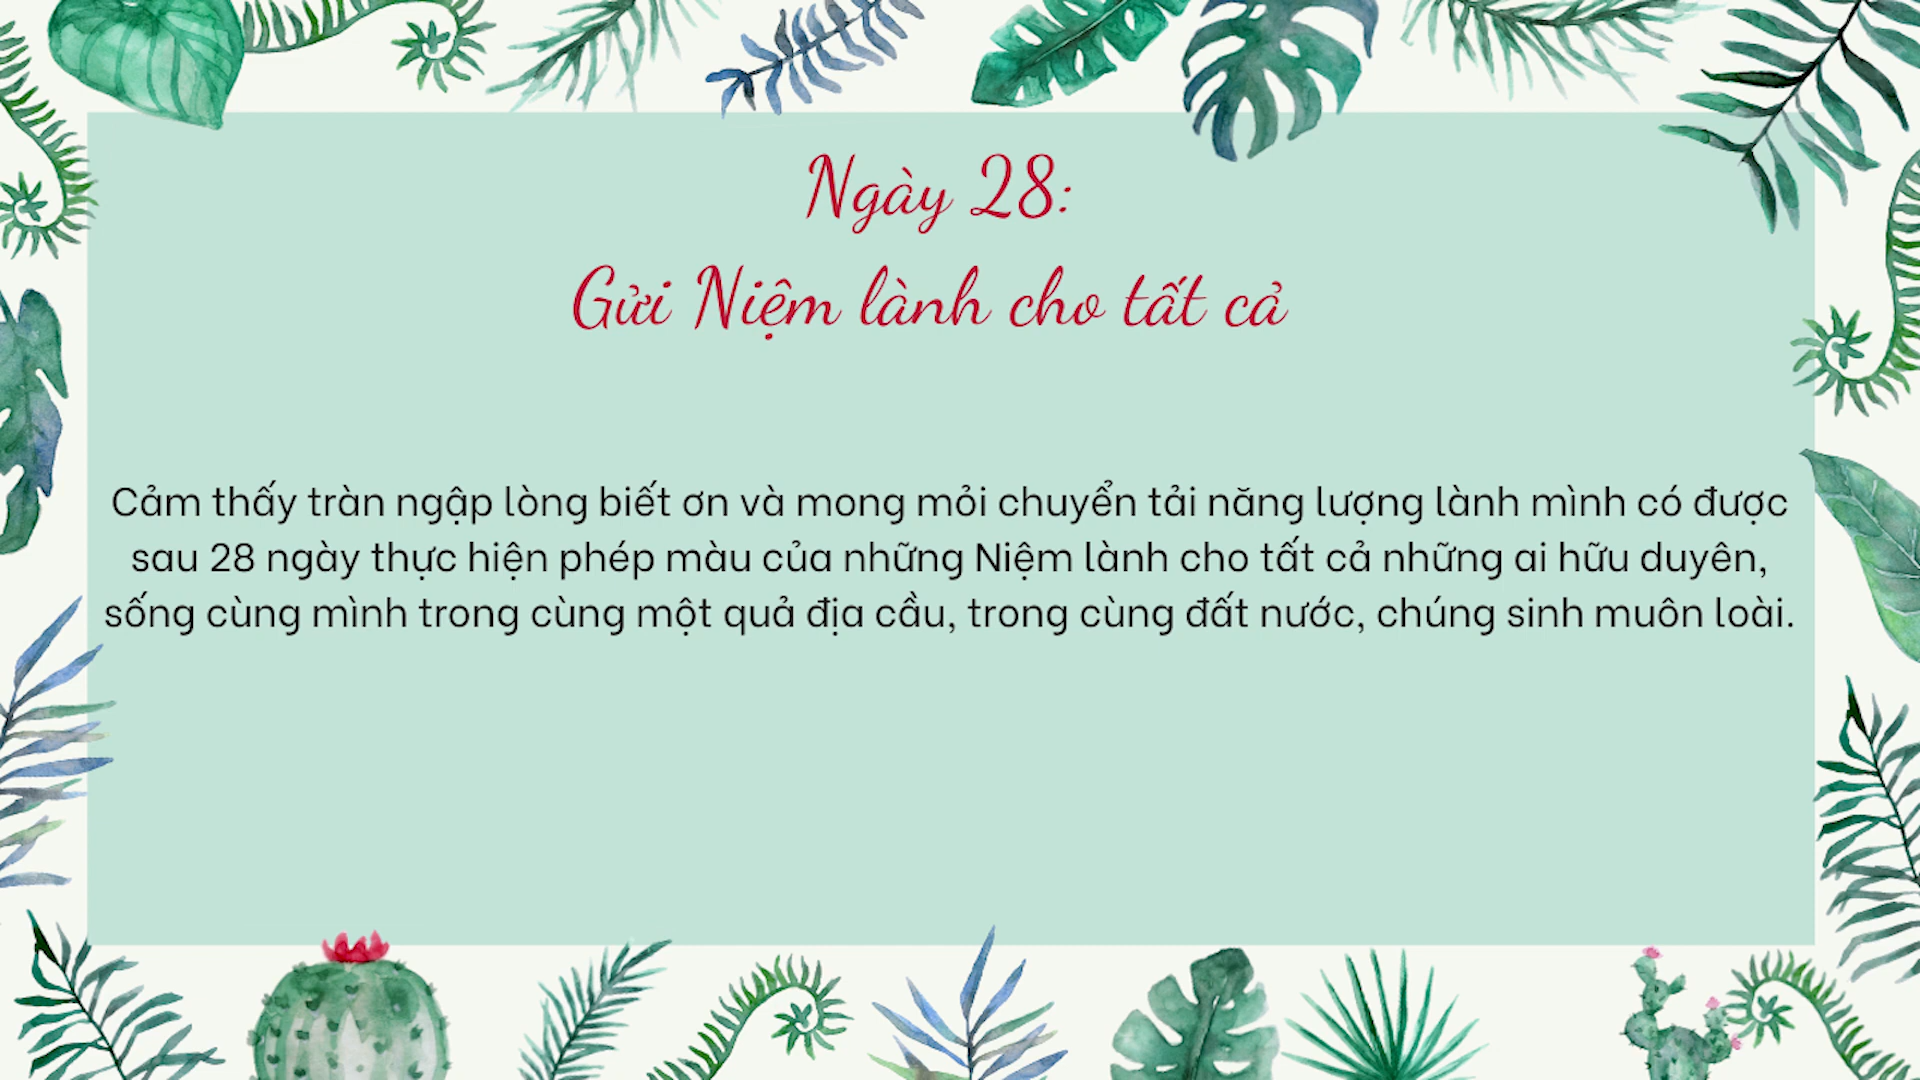 Ngày 28:
Gửi Niệm lành cho tất cả
Cảm thấy tràn ngập lòng biết ơn và mong mỏi chuyển tải năng lượng lành mình có được
sau 28 ngày thực hiện phép màu của những Niệm lành cho tất cả những ai hữu duyên,
sống cùng mình trong cùng một quả địa cầu, trong cùng đất nước, chúng sinh muôn loài.